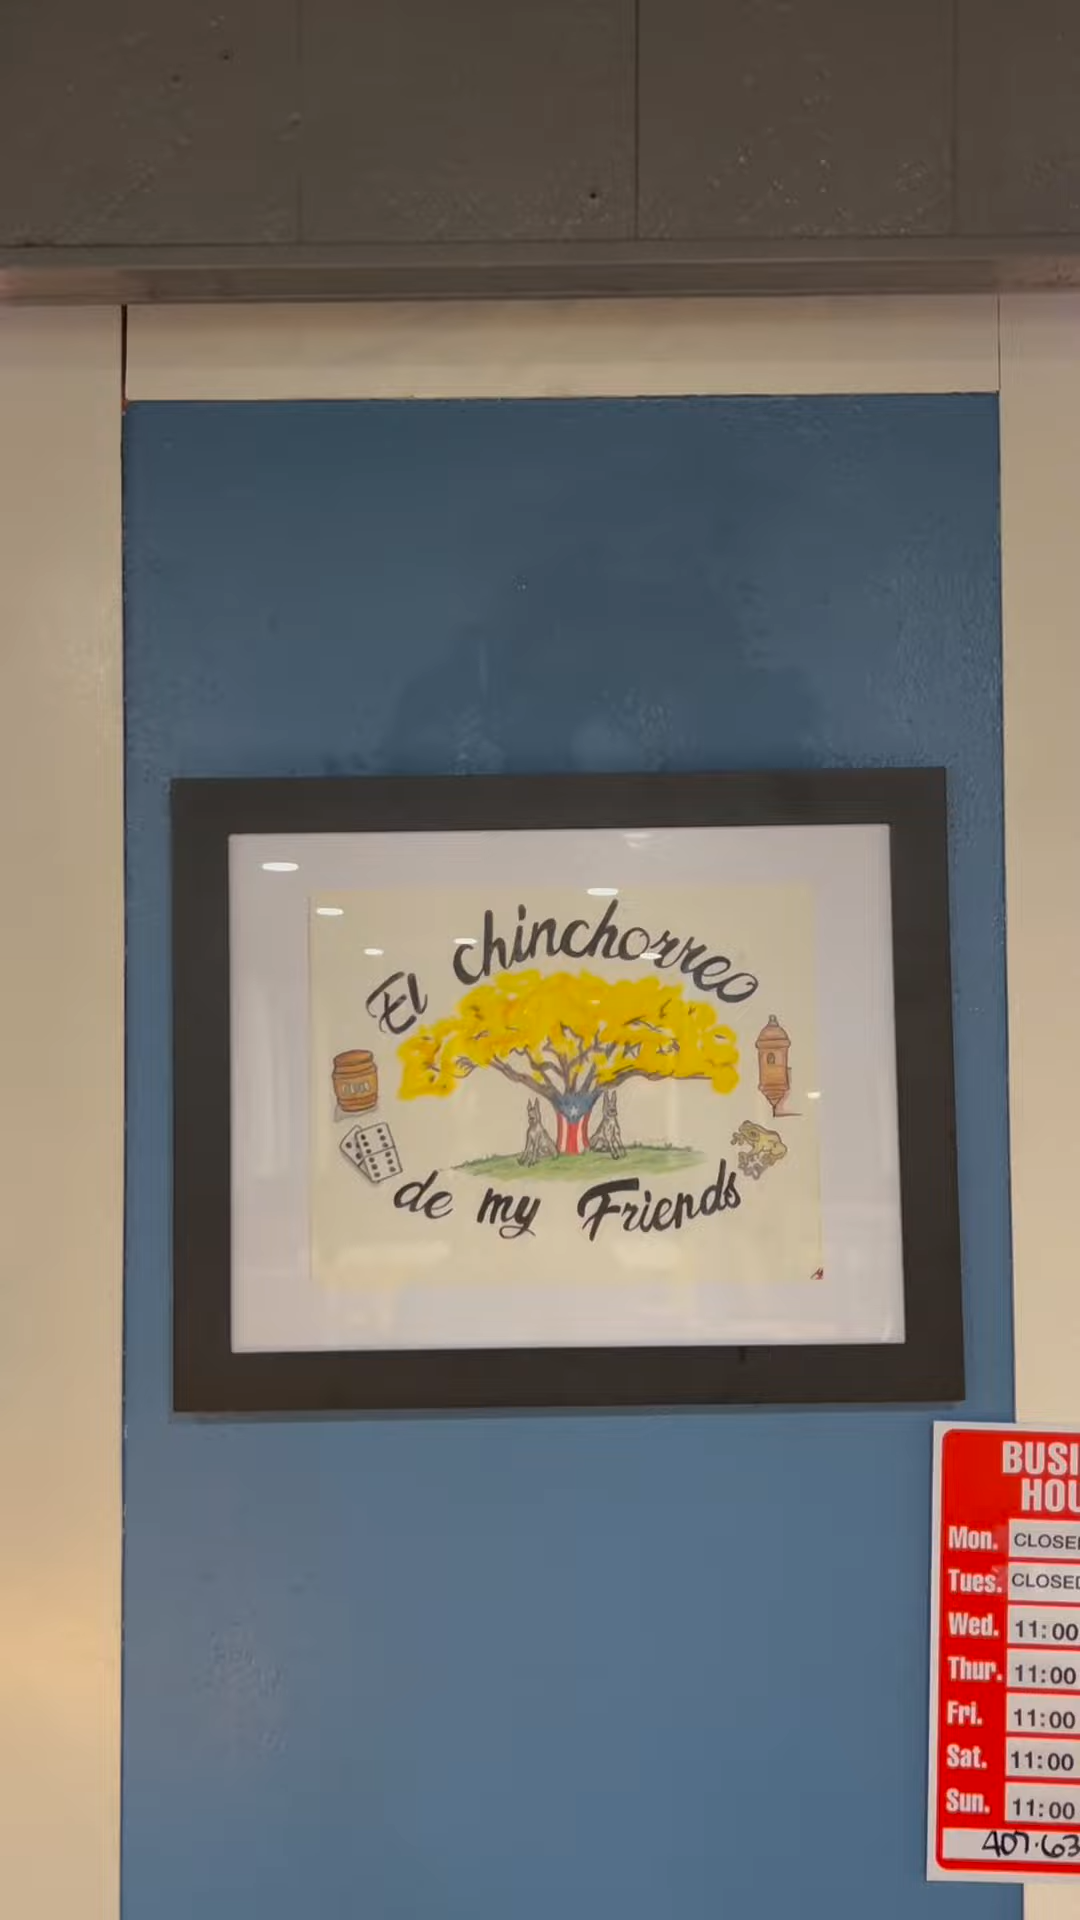 El chinchorreo
de my Friends
BUSI
HOU
Mon. CLOSED
Tues. CLOSED
Wed. 11:00
Thur. 11:00
Fri. 11:00
Sat. 11:00
Sun. 11:00
407·63